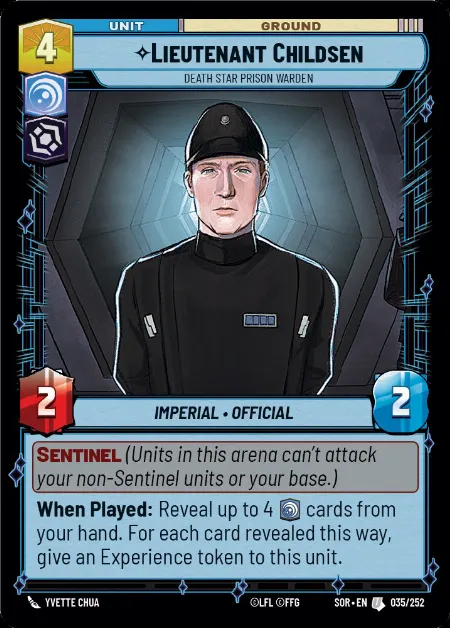 UNIT GROUND
4
LIEUTENANT CHILDSEN
DEATH STAR PRISON WARDEN
2
2
IMPERIAL • OFFICIAL
SENTINEL (Units in this arena can't attack
your non-Sentinel units or your base.)
When Played: Reveal up to 4 cards from
your hand. For each card revealed this way,
give an Experience token to this unit.
YVETTE CHUA ©LFL ©FFG SOR • EN U 035/252